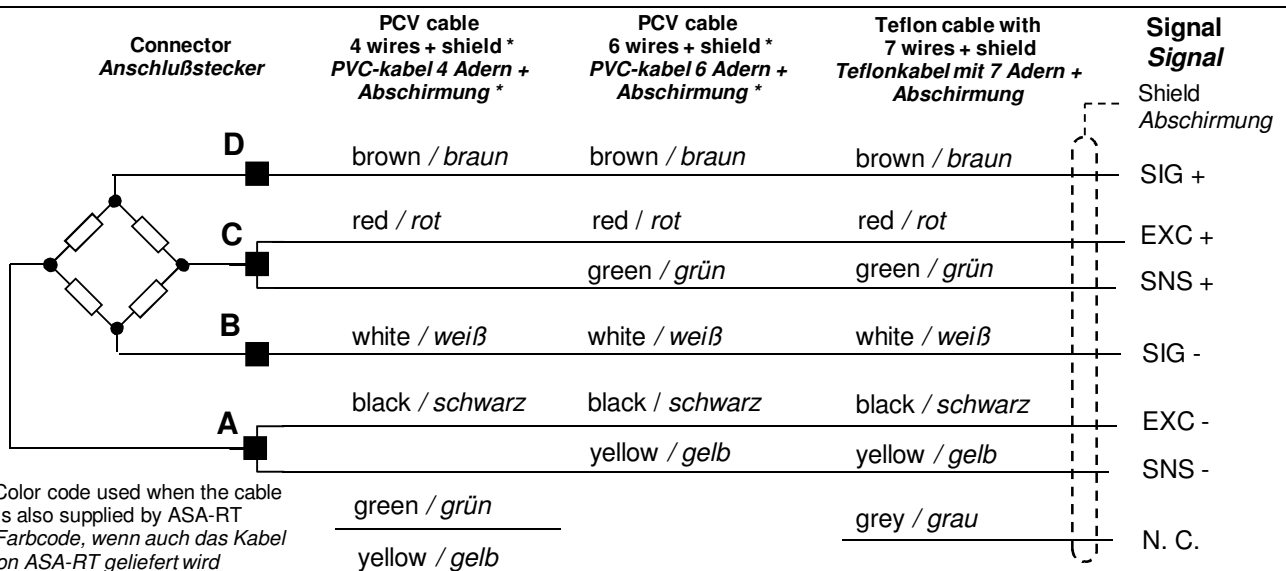 Connector
Anschlußstecker
PCV cable
4 wires + shield *
PVC-kabel 4 Adern +
Abschirmung *
PCV cable
6 wires + shield *
PVC-kabel 6 Adern +
Abschirmung *
Teflon cable with
7 wires + shield
Teflonkabel mit 7 Adern +
Abschirmung
Signal
Signal
Shield
Abschirmung
D
brown / braun
brown / braun
brown / braun
SIG +
C
red / rot
red / rot
red / rot
EXC +
green / grün
green / grün
SNS +
B
white / weiß
white / weiß
white / weiß
SIG -
A
black / schwarz
black / schwarz
black / schwarz
EXC -
yellow / gelb
yellow / gelb
SNS -
Color code used when the cable
s also supplied by ASA-RT
Farbcode, wenn auch das Kabel
on ASA-RT geliefert wird
green / grün
yellow / gelb
grey / grau
N. C.